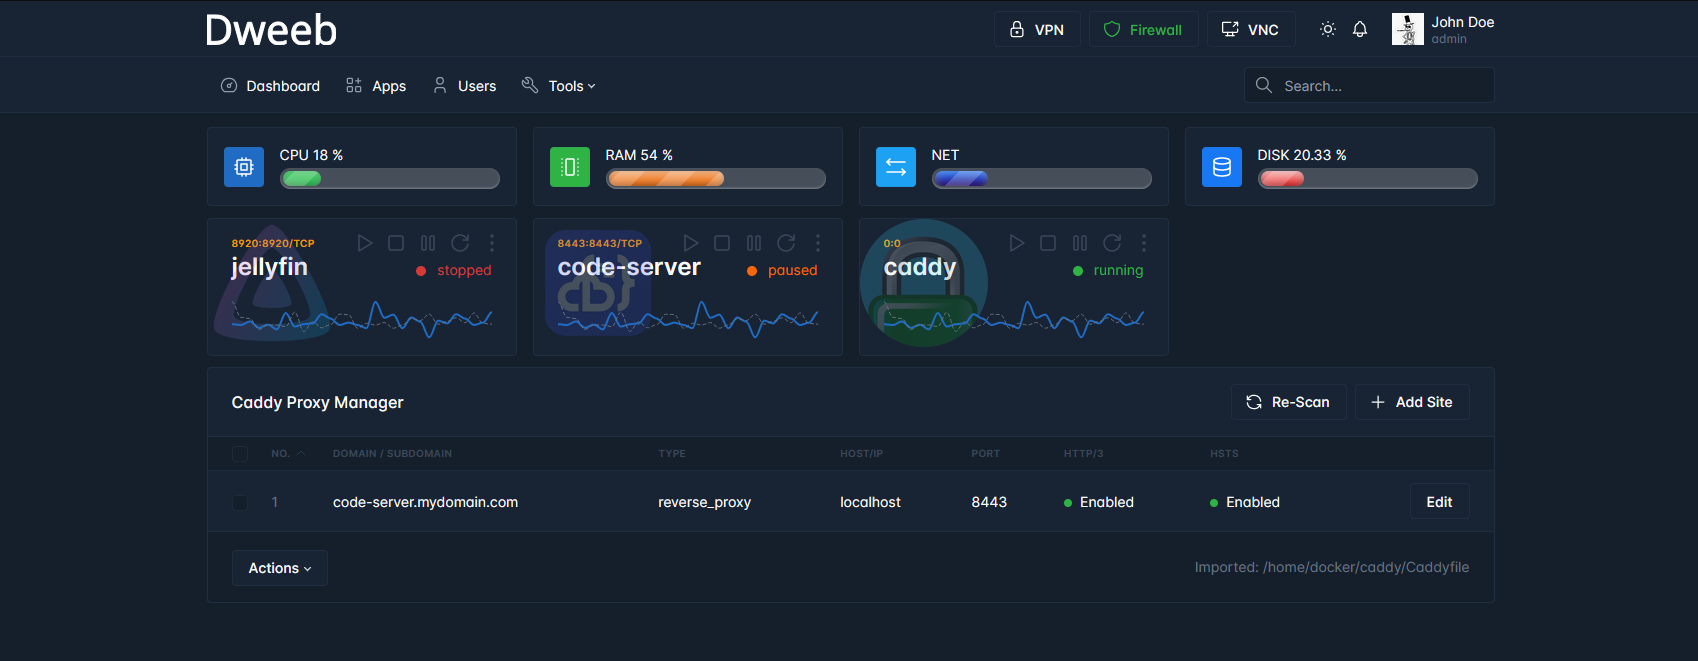 Dweeb
VPN
Firewall
VNC
John Doe
admin
Dashboard
Apps
Users
Tools
Search...
CPU 18 %
RAM 54 %
NET
DISK 20.33 %
8920:8920/TCP
jellyfin
stopped
8443:8443/TCP
code-server
paused
0:0
caddy
running
Caddy Proxy Manager
Re-Scan
Add Site
NO. DOMAIN / SUBDOMAIN TYPE HOST/IP PORT HTTP/3 HSTS
1 code-server.mydomain.com reverse_proxy localhost 8443 Enabled Enabled Edit
Actions
Imported: /home/docker/caddy/Caddyfile